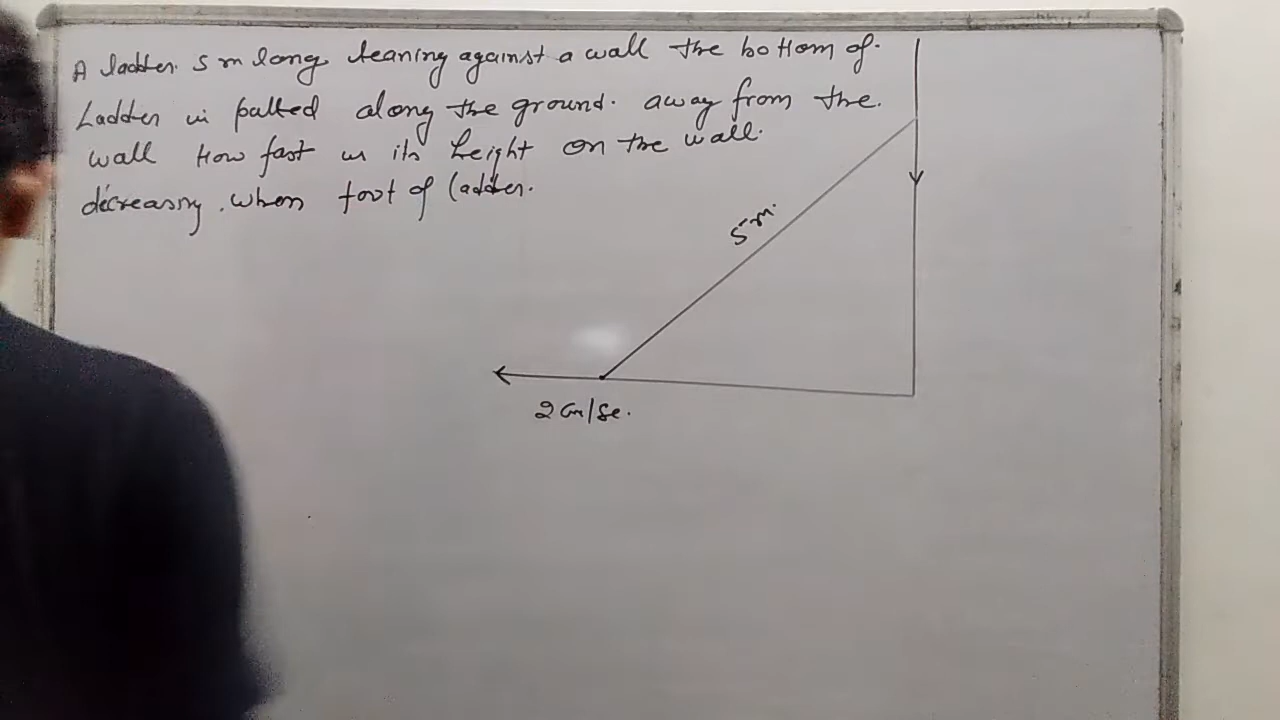 A ladder 5 m long leaning against a wall the bottom of
Ladder is pulled along the ground. away from the.
wall How fast is its height on the wall.
decreasing. when foot of ladder.
5 m.
2 cm/se.